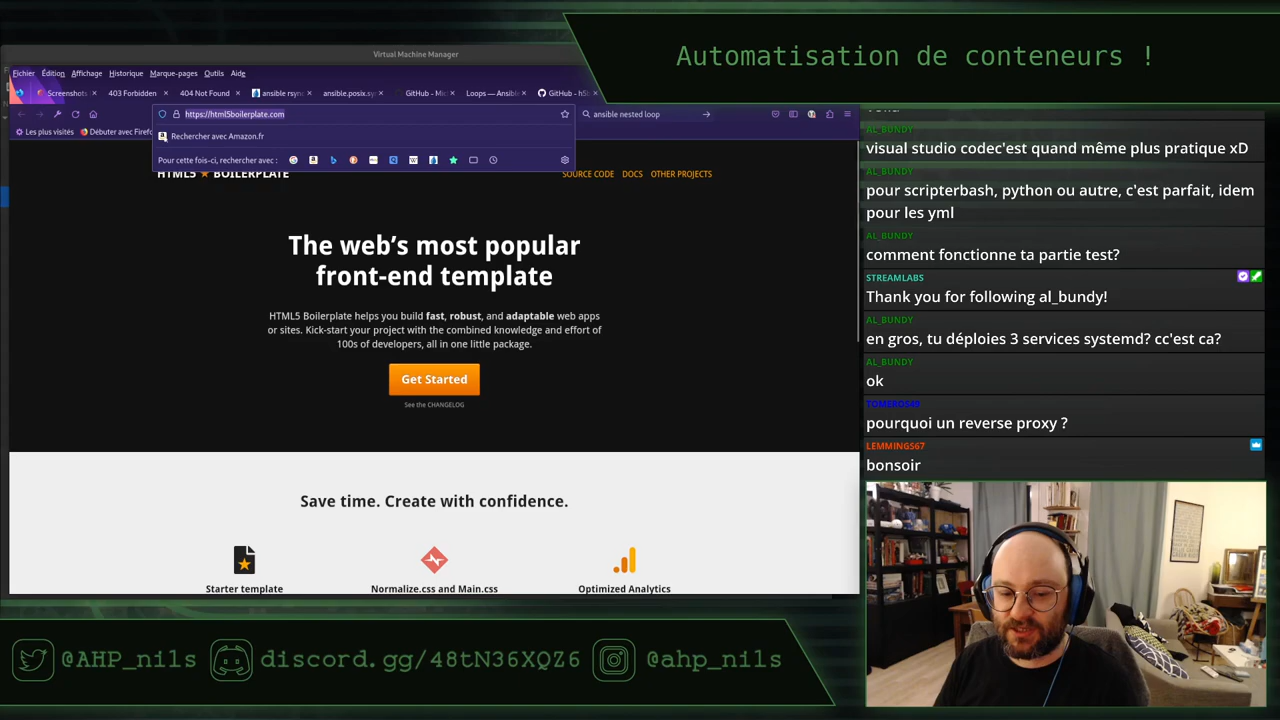 Automatisation de conteneurs !
Virtual Machine Manager
Fichier Édition Affichage Historique Marque-pages Outils Aide
Screenshots 403 Forbidden 404 Not Found ansible rsync ansible.posix.sy GitHub - Mic Loops — Ansibl GitHub - h5b
https://html5boilerplate.com
ansible nested loop
Les plus visités Débuter avec Firefo
Rechercher avec Amazon.fr
Pour cette fois-ci, rechercher avec :
HTML5 BOILERPLATE SOURCE CODE DOCS OTHER PROJECTS
The web’s most popular
front-end template
HTML5 Boilerplate helps you build fast, robust, and adaptable web apps
or sites. Kick-start your project with the combined knowledge and effort of
100s of developers, all in one little package.
Get Started
See the CHANGELOG
Save time. Create with confidence.
Starter template Normalize.css and Main.css Optimized Analytics
AL_BUNDY
visual studio codec'est quand même plus pratique xD
AL_BUNDY
pour scripterbash, python ou autre, c'est parfait, idem
pour les yml
AL_BUNDY
comment fonctionne ta partie test?
STREAMLABS
Thank you for following al_bundy!
AL_BUNDY
en gros, tu déploies 3 services systemd? cc'est ca?
AL_BUNDY
ok
pourquoi un reverse proxy ?
LEMMINGS67
bonsoir
@AHP_nils discord.gg/48tN36XQZ6 @ahp_nils